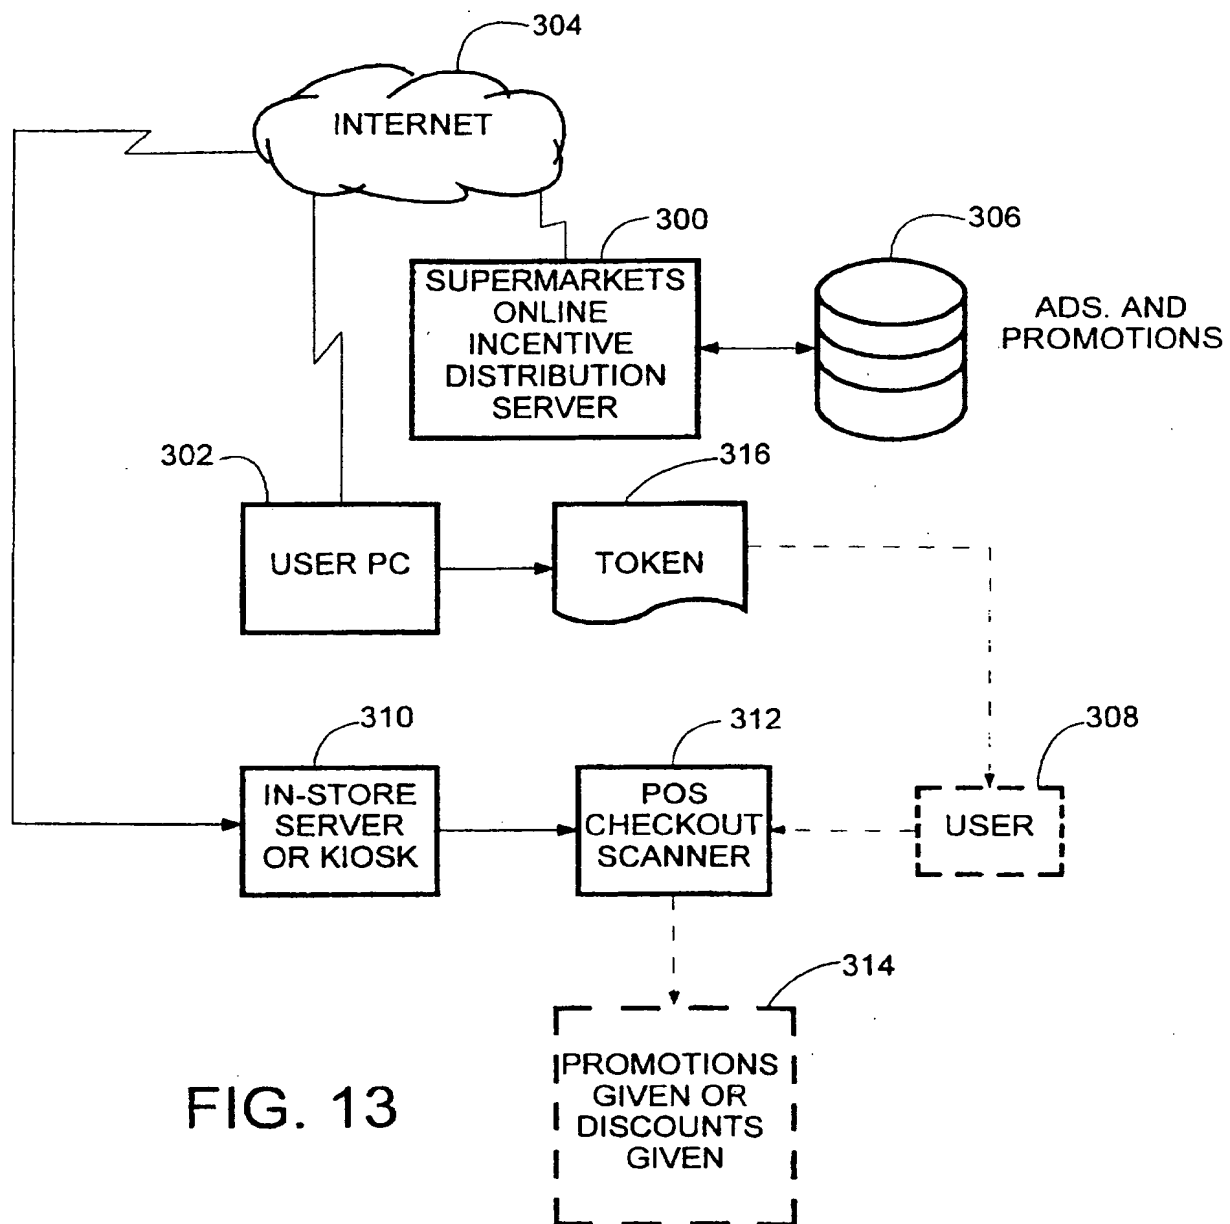 304
INTERNET
300
306
SUPERMARKETS
ONLINE
INCENTIVE
DISTRIBUTION
SERVER
ADS. AND
PROMOTIONS
302
316
USER PC
TOKEN
310
312
308
IN-STORE
SERVER
OR KIOSK
POS
CHECKOUT
SCANNER
USER
314
PROMOTIONS
GIVEN OR
DISCOUNTS
GIVEN
FIG. 13